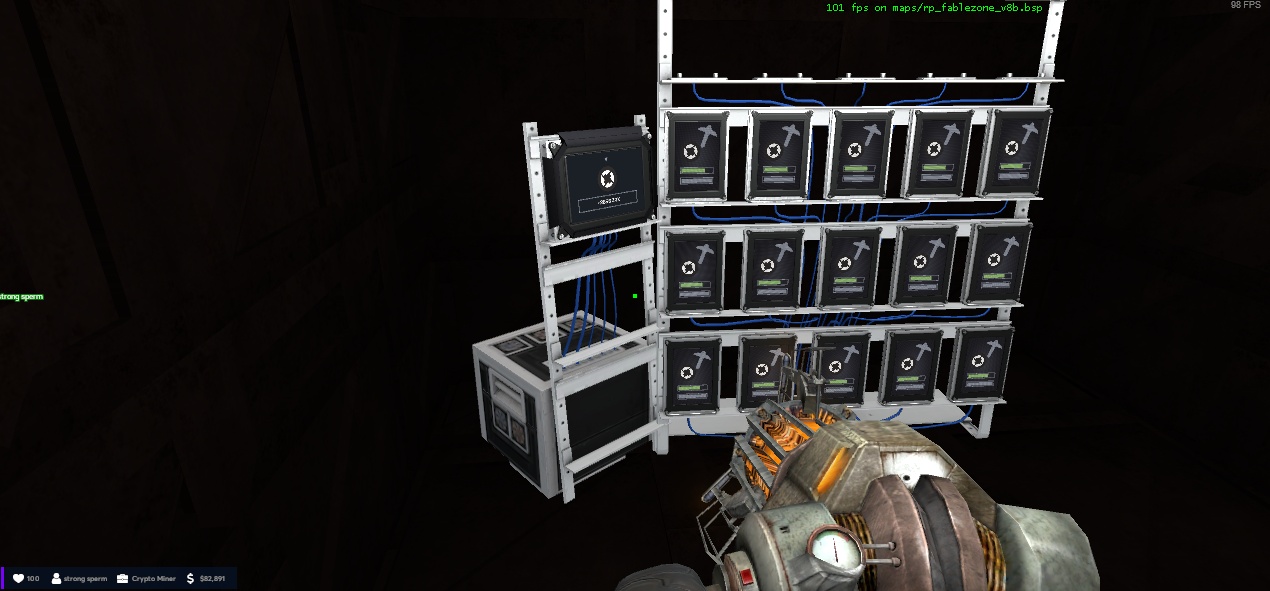 101 fps on maps/rp_fablezone_v8b.bsp
98 FPS
strong sperm
100 strong sperm Crypto Miner $82,891